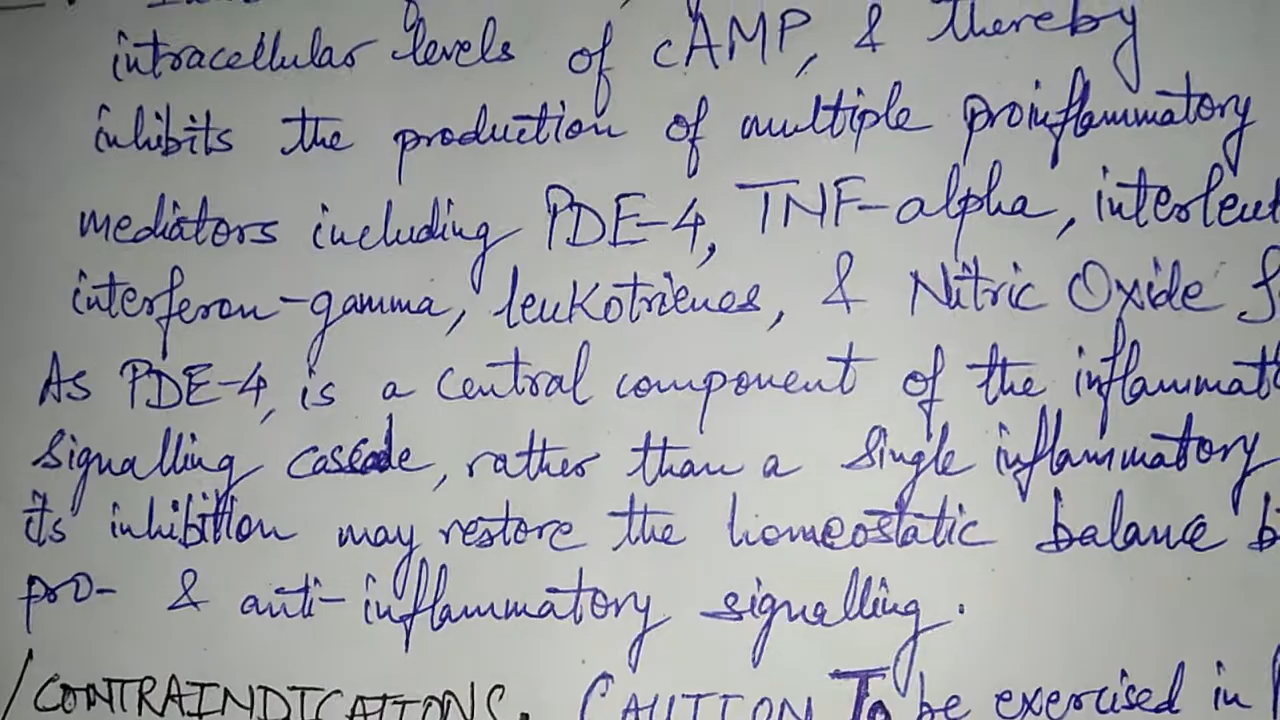 intracellular levels of cAMP, & thereby
inhibits the production of multiple proinflammatory
mediators including PDE-4, TNF-alpha, interleu
interferon-gamma, leukotrienes, & Nitric Oxide
As PDE-4, is a central component of the inflammat
signalling cascade, rather than a single inflammatory
its inhibition may restore the homeostatic balance b
pro- & anti-inflammatory signalling.
/CONTRAINDICATIONS. CAUTION To be exercised in